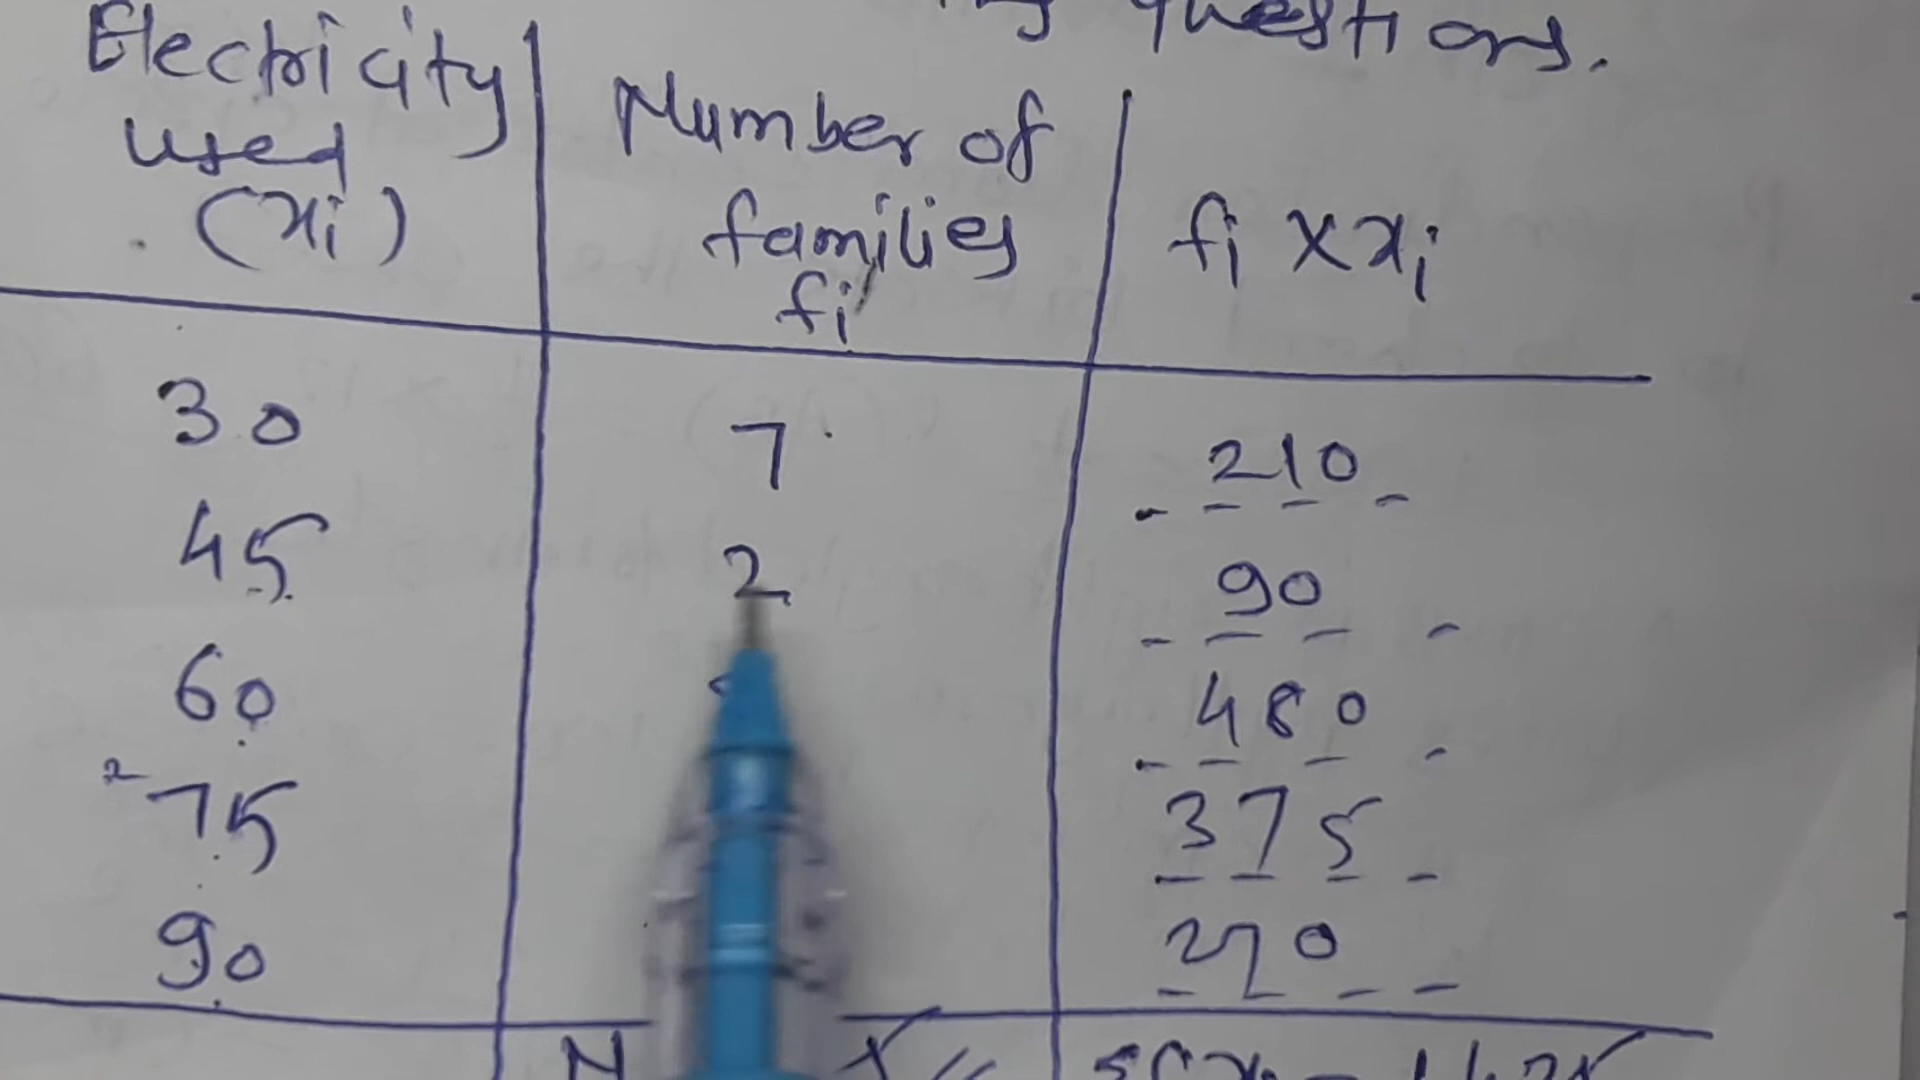 questions.
Electricity used (xi) | Number of families fi | fi × xi
30 | 7 | 210
45 | 2 | 90
60 | | 480
75 | | 375
90 | | 270
N